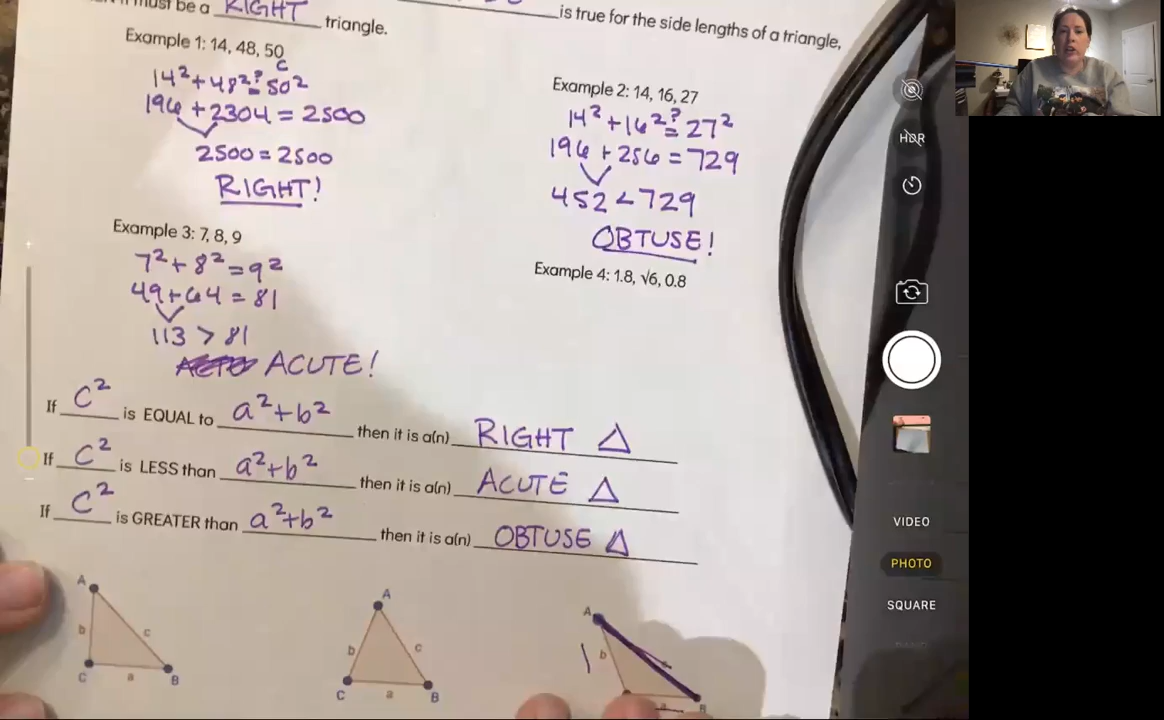 must be a RIGHT triangle.
is true for the side lengths of a triangle,
Example 1: 14, 48, 50
c
14² + 48² ?= 50²
196 + 2304 = 2500
2500 = 2500
RIGHT!
Example 2: 14, 16, 27
14² + 16² ?= 27²
196 + 256 = 729
452 < 729
OBTUSE!
Example 3: 7, 8, 9
7² + 8² = 9²
49 + 64 = 81
113 > 81
ACUTE!
Example 4: 1.8, √6, 0.8
If C² is EQUAL to a² + b² then it is a(n) RIGHT △
If C² is LESS than a² + b² then it is a(n) ACUTE △
If C² is GREATER than a² + b² then it is a(n) OBTUSE △
A
b c
C a B
A
b c
C a B
A
b
a B
HDR
VIDEO
PHOTO
SQUARE